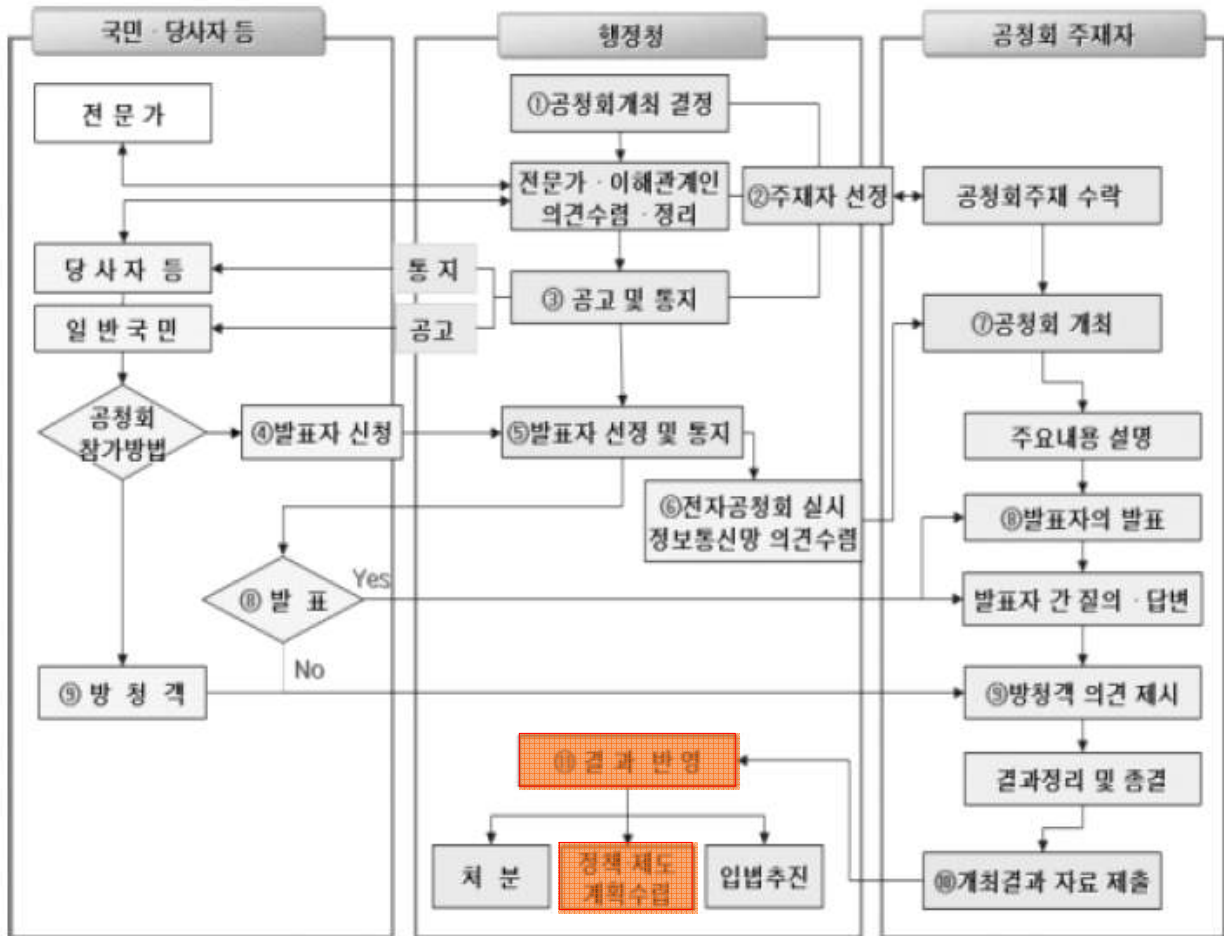 국민 · 당사자 등
행정청
공청회 주재자
전 문 가
①공청회개최 결정
전문가 · 이해관계인
의견수렴 · 정리
②주재자 선정
공청회주재 수락
당 사 자 등
통 지
③ 공고 및 통지
일 반 국 민
공고
⑦공청회 개최
공청회
참가방법
④발표자 신청
⑤발표자 선정 및 통지
주요내용 설명
⑥전자공청회 실시
정보통신망 의견수렴
⑧발표자의 발표
⑧ 발 표
Yes
발표자 간 질의 · 답변
No
⑨ 방 청 객
⑨방청객 의견 제시
⑪ 결 과 반 영
결과정리 및 종결
처 분
정책 제도
계획수립
입법추진
⑩개최결과 자료 제출